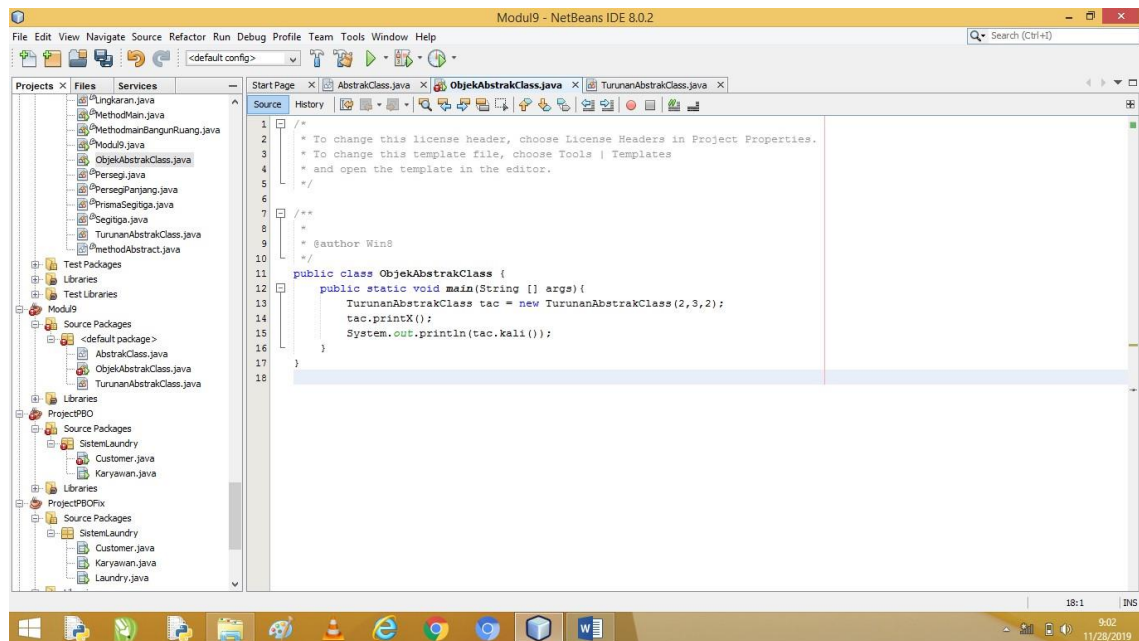 Modul9 - NetBeans IDE 8.0.2
File Edit View Navigate Source Refactor Run Debug Profile Team Tools Window Help
Search (Ctrl+I)
<default config>
Projects Files Services
Start Page AbstrakClass.java ObjekAbstrakClass.java TurunanAbstrakClass.java
Source History
Lingkaran.java
MethodMain.java
MethodmainBangunRuang.java
Modul9.java
ObjekAbstrakClass.java
Persegi.java
PersegiPanjang.java
PrismaSegitiga.java
Segitiga.java
TurunanAbstrakClass.java
methodAbstract.java
Test Packages
Libraries
Test Libraries
Modul9
Source Packages
<default package>
AbstrakClass.java
ObjekAbstrakClass.java
TurunanAbstrakClass.java
Libraries
ProjectPBO
Source Packages
SistemLaundry
Customer.java
Karyawan.java
Libraries
ProjectPBOFix
Source Packages
SistemLaundry
Customer.java
Karyawan.java
Laundry.java
1 /*
2 * To change this license header, choose License Headers in Project Properties.
3 * To change this template file, choose Tools | Templates
4 * and open the template in the editor.
5 */
6
7 /**
8 *
9 * @author Win8
10 */
11 public class ObjekAbstrakClass {
12 public static void main(String [] args){
13 TurunanAbstrakClass tac = new TurunanAbstrakClass(2,3,2);
14 tac.printX();
15 System.out.println(tac.kali());
16 }
17 }
18
18:1 INS
9:02
11/28/2019